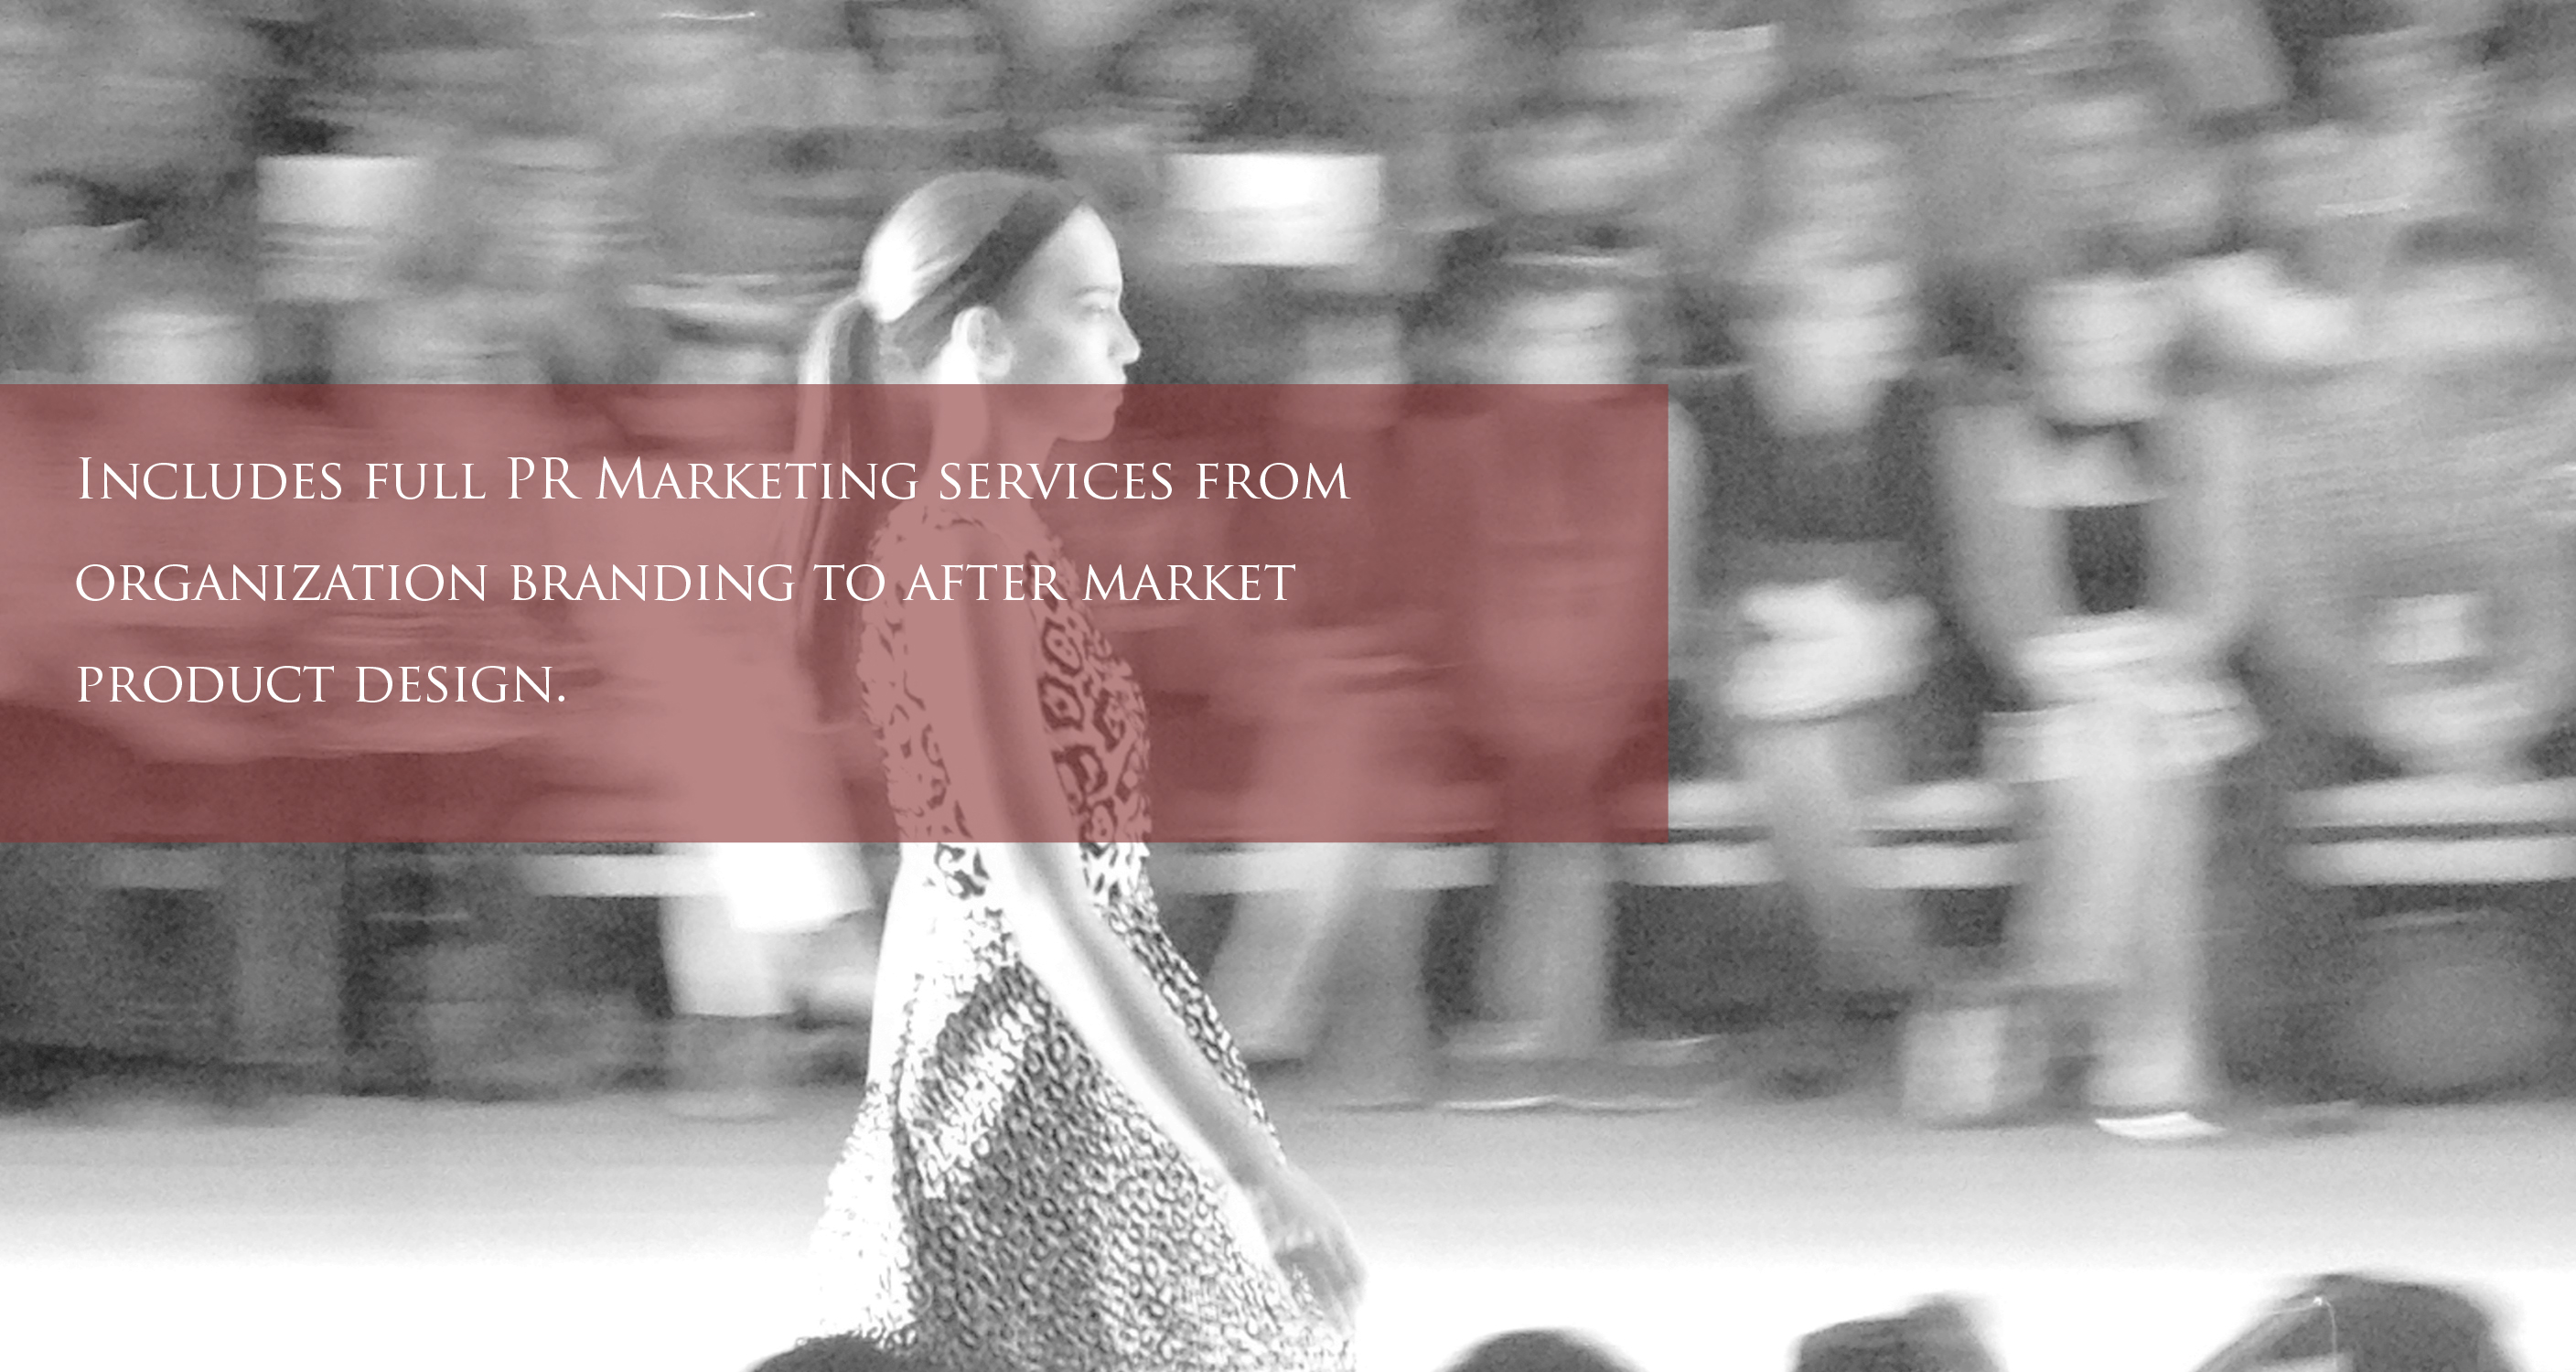 Includes full PR Marketing services from
organization branding to after market
product design.